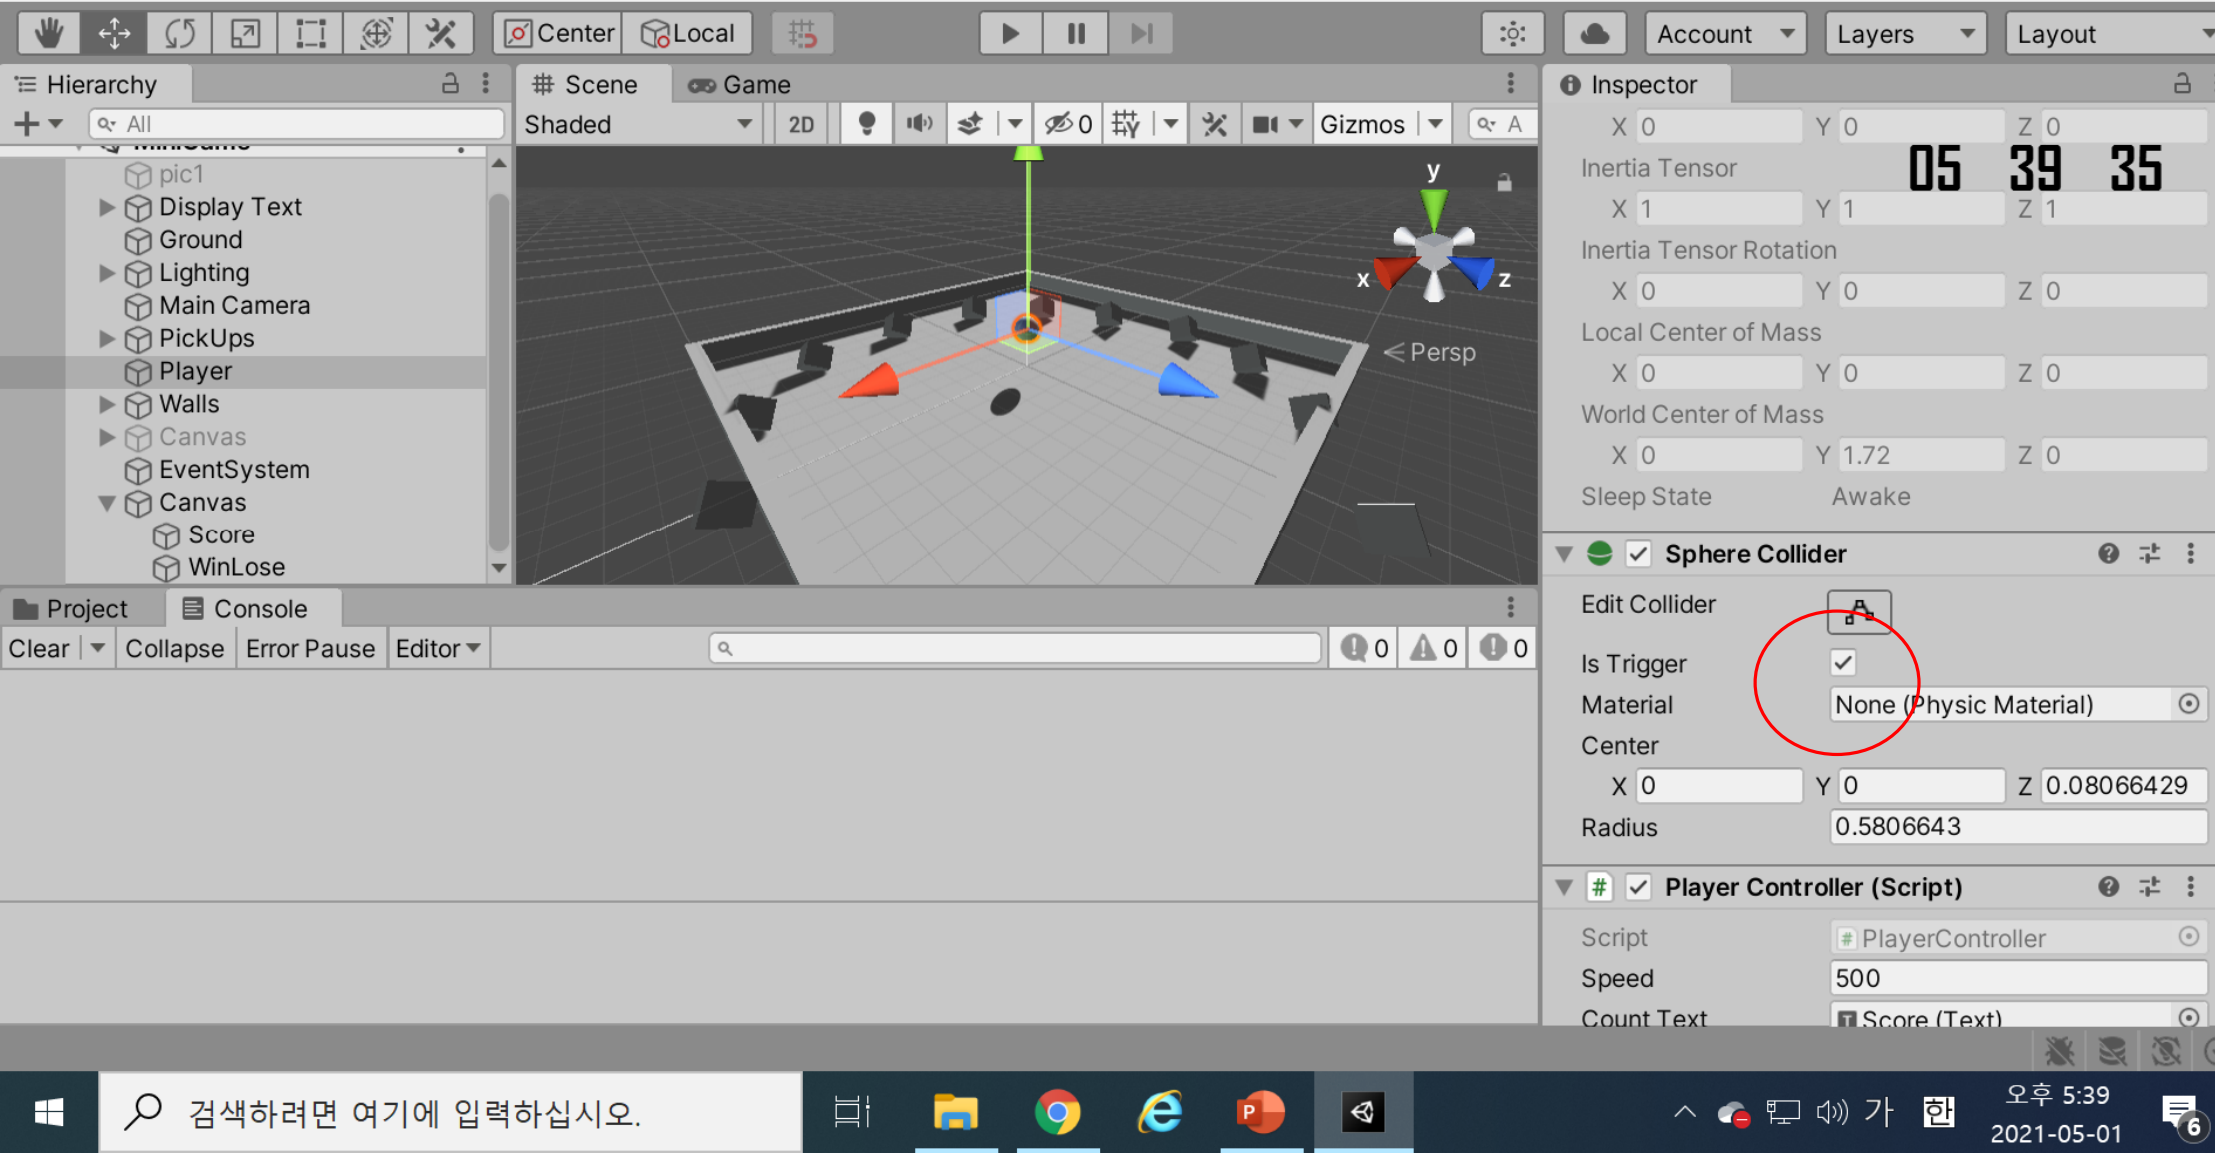 Center Local Account Layers Layout
Hierarchy
All
MiniGame
pic1
Display Text
Ground
Lighting
Main Camera
PickUps
Player
Walls
Canvas
EventSystem
Canvas
Score
WinLose
Scene Game
Shaded 2D 0 Gizmos A
y
x z
Persp
Project Console
Clear Collapse Error Pause Editor 0 0 0
Inspector
X 0 Y 0 Z 0
05 39 35
Inertia Tensor
X 1 Y 1 Z 1
Inertia Tensor Rotation
X 0 Y 0 Z 0
Local Center of Mass
X 0 Y 0 Z 0
World Center of Mass
X 0 Y 1.72 Z 0
Sleep State Awake
Sphere Collider
Edit Collider
Is Trigger
Material None (Physic Material)
Center
X 0 Y 0 Z 0.08066429
Radius 0.5806643
# Player Controller (Script)
Script # PlayerController
Speed 500
Count Text T Score (Text)
검색하려면 여기에 입력하십시오.
P
가 한
오후 5:39
2021-05-01
6